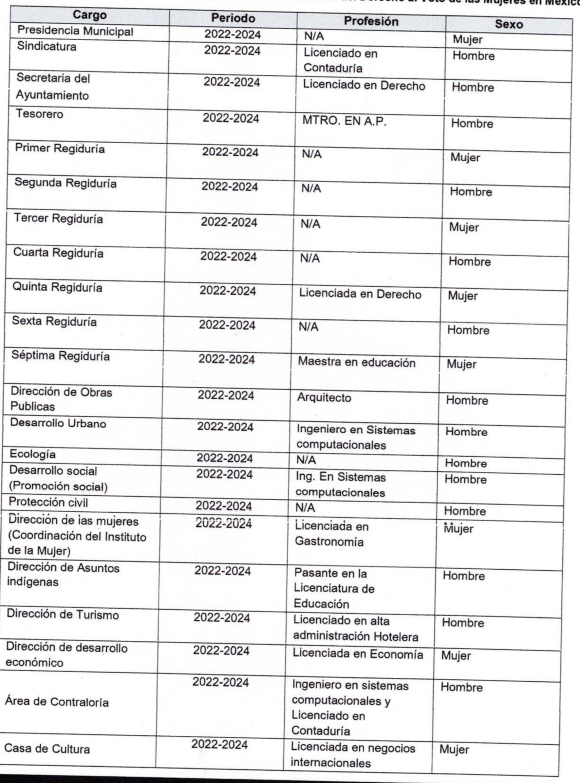 Derecho al Voto de las Mujeres en México
Cargo Periodo Profesión Sexo
Presidencia Municipal 2022-2024 N/A Mujer
Sindicatura 2022-2024 Licenciado en Hombre
Contaduría
Secretaria del 2022-2024 Licenciado en Derecho Hombre
Ayuntamiento
Tesorero 2022-2024 MTRO. EN A.P. Hombre
Primer Regiduría 2022-2024 N/A Mujer
Segunda Regiduría 2022-2024 N/A Hombre
Tercer Regiduría 2022-2024 N/A Mujer
Cuarta Regiduría 2022-2024 N/A Hombre
Quinta Regiduría 2022-2024 Licenciada en Derecho Mujer
Sexta Regiduría 2022-2024 N/A Hombre
Séptima Regiduría 2022-2024 Maestra en educación Mujer
Dirección de Obras 2022-2024 Arquitecto Hombre
Publicas
Desarrollo Urbano 2022-2024 Ingeniero en Sistemas Hombre
computacionales
Ecología 2022-2024 N/A Hombre
Desarrollo social 2022-2024 Ing. En Sistemas Hombre
(Promoción social) computacionales
Protección civil 2022-2024 N/A Hombre
Dirección de las mujeres 2022-2024 Licenciada en Mujer
(Coordinación del Instituto Gastronomía
de la Mujer)
Dirección de Asuntos 2022-2024 Pasante en la Hombre
indígenas Licenciatura de
Educación
Dirección de Turismo 2022-2024 Licenciado en alta Hombre
administración Hotelera
Dirección de desarrollo 2022-2024 Licenciada en Economía Mujer
económico
2022-2024 Ingeniero en sistemas Hombre
Área de Contraloría computacionales y
Licenciado en
Contaduría
Casa de Cultura 2022-2024 Licenciada en negocios Mujer
internacionales